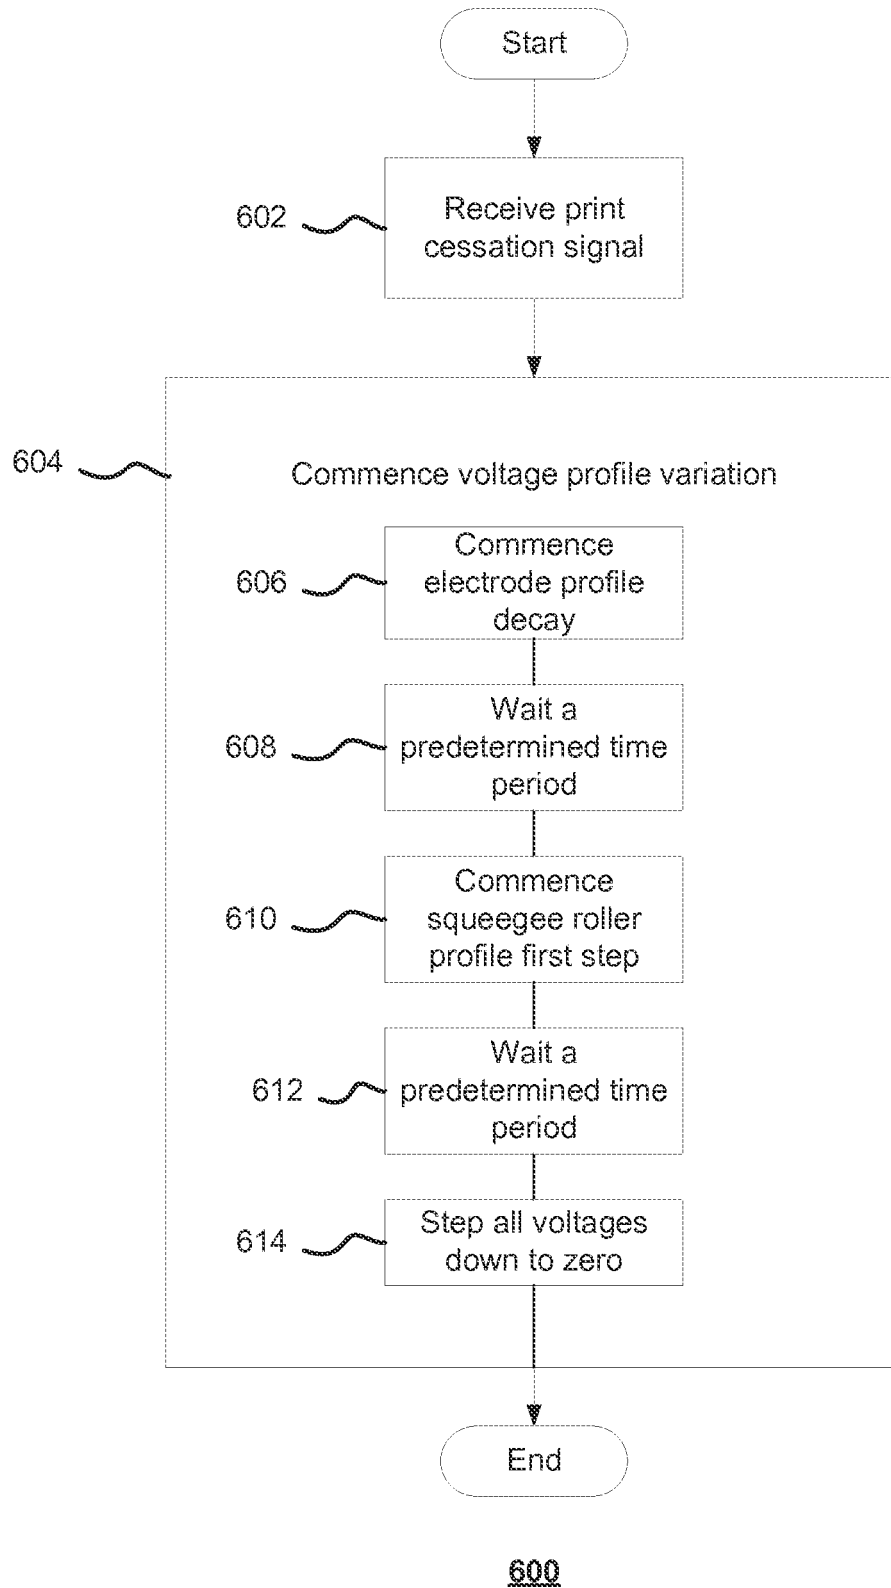 Start
602
Receive print
cessation signal
604
Commence voltage profile variation
606
Commence
electrode profile
decay
608
Wait a
predetermined time
period
610
Commence
squeegee roller
profile first step
612
Wait a
predetermined time
period
614
Step all voltages
down to zero
End
600